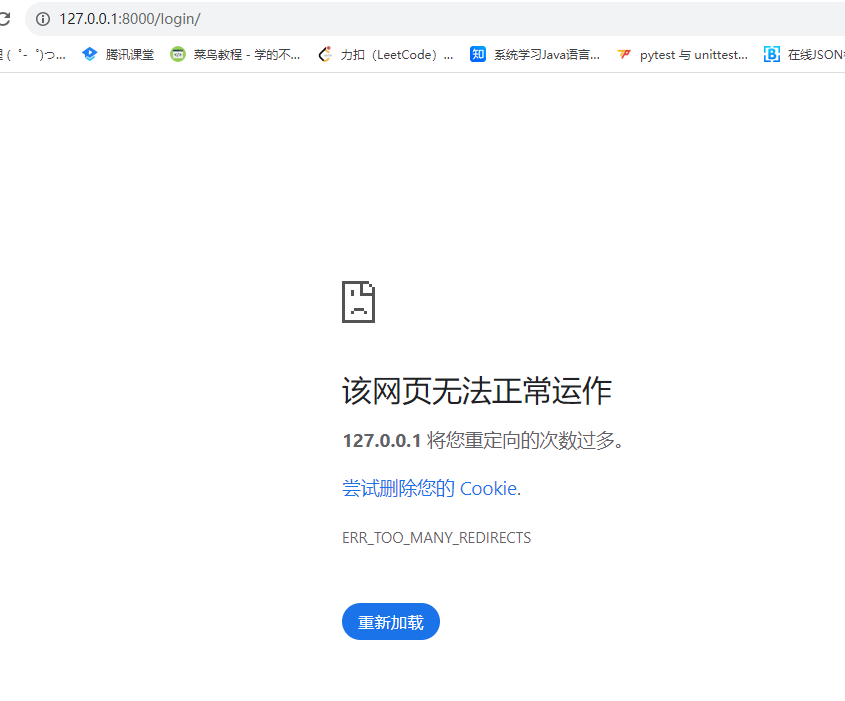 127.0.0.1:8000/login/
( ゜- ゜)つ... 腾讯课堂 菜鸟教程 - 学的不... 力扣（LeetCode）... 知 系统学习Java语言... pytest 与 unittest... 在线JSON
该网页无法正常运作
127.0.0.1 将您重定向的次数过多。
尝试删除您的 Cookie.
ERR_TOO_MANY_REDIRECTS
重新加载